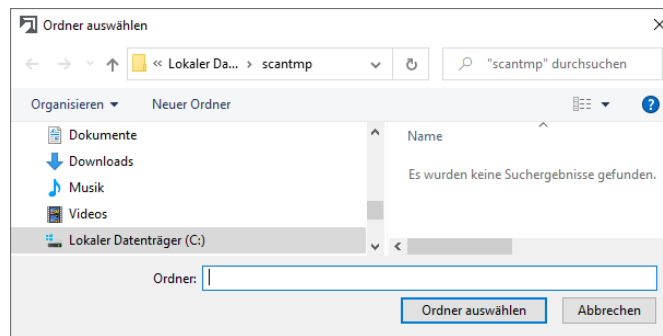 Ordner auswählen
« Lokaler Da... › scantmp
"scantmp" durchsuchen
Organisieren
Neuer Ordner
?
Dokumente
Downloads
Musik
Videos
Lokaler Datenträger (C:)
Name
Es wurden keine Suchergebnisse gefunden.
Ordner:
Ordner auswählen
Abbrechen